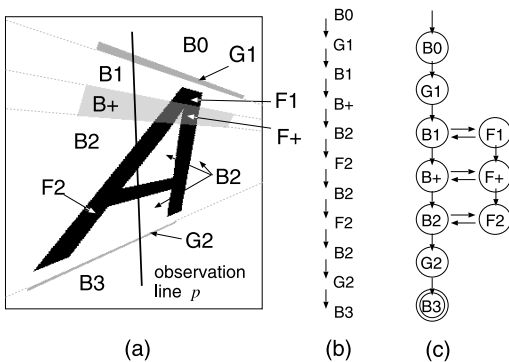 B0
G1
B1
B+
F1
F+
B2
F2
B2
G2
B3
observation
line p
(a)
B0
G1
B1
B+
B2
F2
B2
F2
B2
G2
B3
(b)
B0
G1
B1 F1
B+ F+
B2 F2
G2
B3
(c)